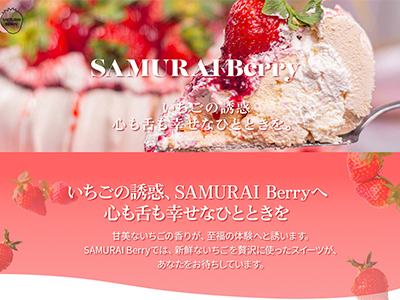 SAMURAI BERRY
SAMURAI Berry
いちごの誘惑
心も舌も幸せなひとときを。
いちごの誘惑、SAMURAI Berryへ
心も舌も幸せなひとときを
甘美ないちごの香りが、至福の体験へと誘います。
SAMURAI Berryでは、新鮮ないちごを贅沢に使ったスイーツが、
あなたをお待ちしています。